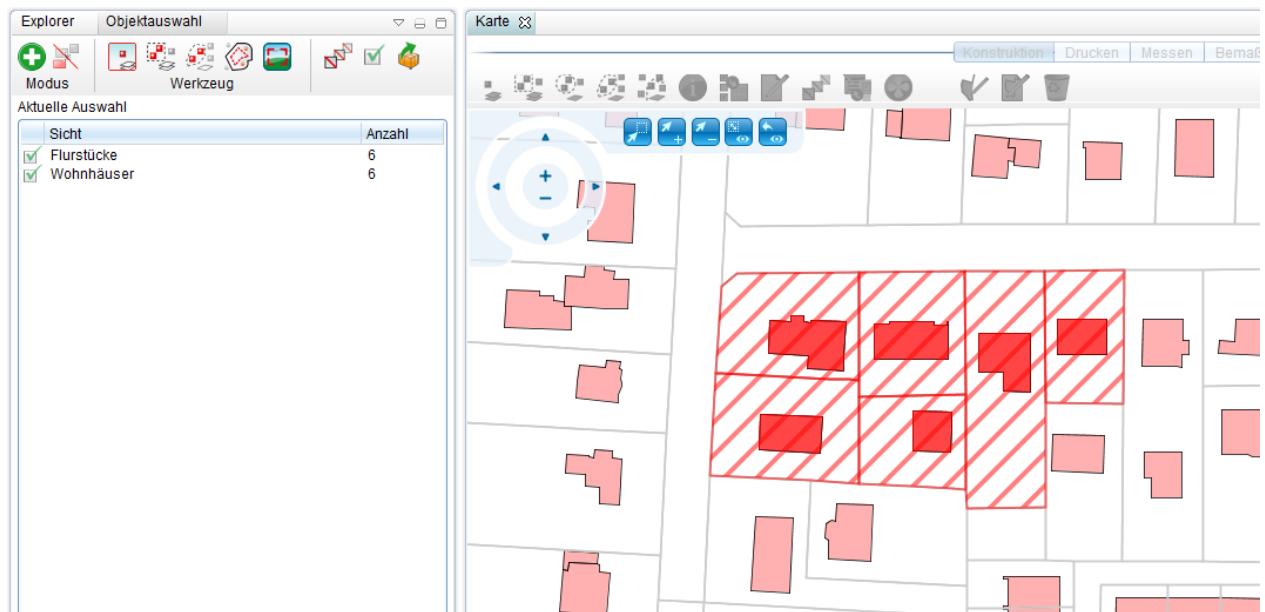 Explorer Objektauswahl
Modus Werkzeug
Aktuelle Auswahl
Sicht Anzahl
Flurstücke 6
Wohnhäuser 6
Karte
Konstruktion Drucken Messen Bemaß